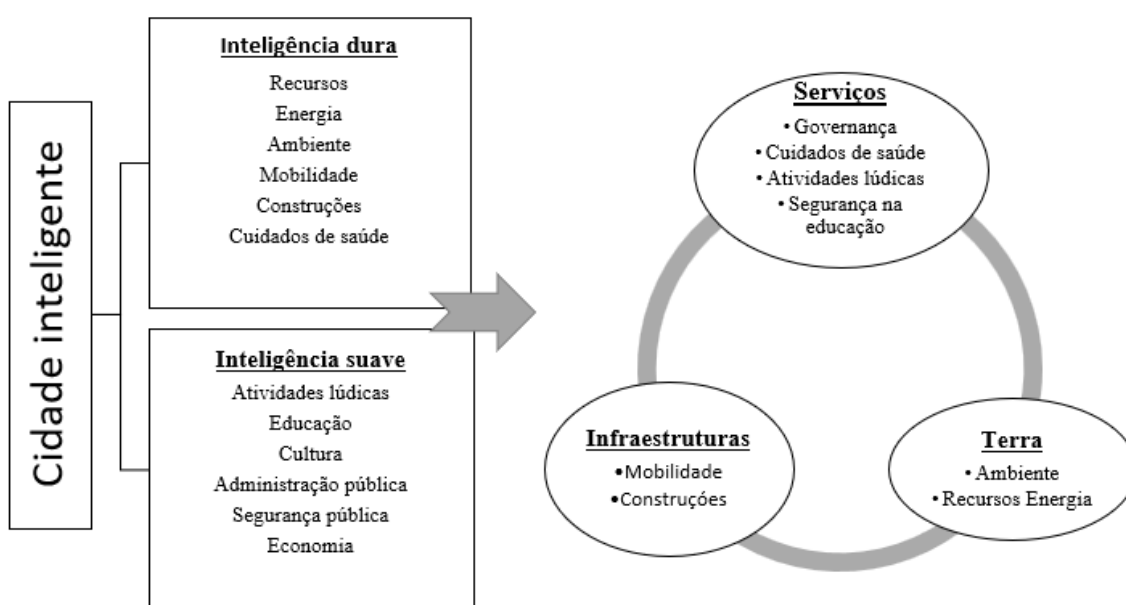 Cidade inteligente
Inteligência dura
Recursos
Energia
Ambiente
Mobilidade
Construções
Cuidados de saúde
Inteligência suave
Atividades lúdicas
Educação
Cultura
Administração pública
Segurança pública
Economia
Serviços
• Governança
• Cuidados de saúde
• Atividades lúdicas
• Segurança na
educação
Infraestruturas
•Mobilidade
•Construçóes
Terra
• Ambiente
• Recursos Energia